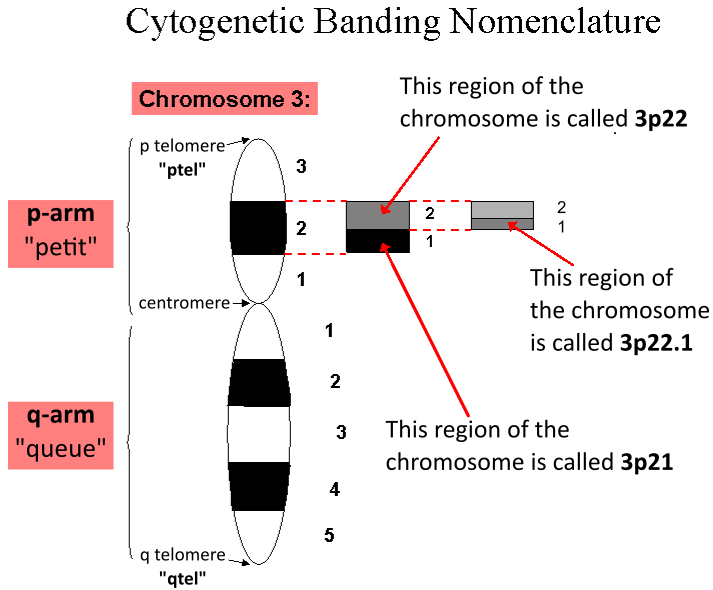 Cytogenetic Banding Nomenclature
Chromosome 3:
This region of the
chromosome is called 3p22
p telomere
"ptel"
3
p-arm
"petit"
2
2
1
2
1
1
centromere
This region of
the chromosome
is called 3p22.1
1
2
q-arm
"queue"
3
This region of the
chromosome is called 3p21
4
5
q telomere
"qtel"